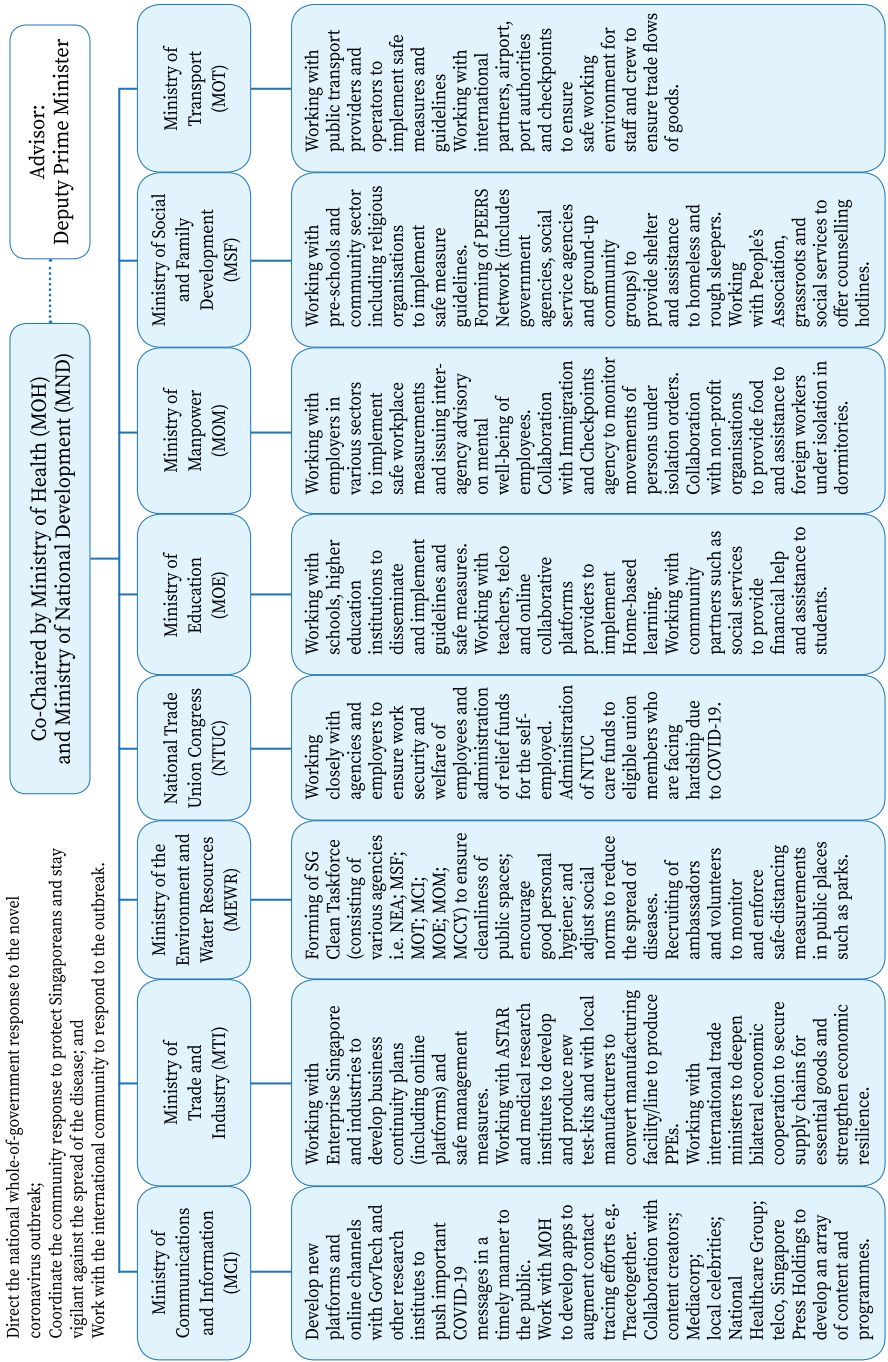 Direct the national whole-of-government response to the novel
coronavirus outbreak;
Coordinate the community response to protect Singaporeans and stay
vigilant against the spread of the disease; and
Work with the international community to respond to the outbreak.
Co-Chaired by Ministry of Health (MOH)
and Ministry of National Development (MND)
Advisor:
Deputy Prime Minister
Ministry of
Communications
and Information
(MCI)
Develop new
platforms and
online channels
with GovTech and
other research
institutes to
push important
COVID-19
messages in a
timely manner to
the public.
Work with MOH
to develop apps to
augment contact
tracing efforts e.g.
Tracetogether.
Collaboration with
content creators;
Mediacorp;
local celebrities;
National
Healthcare Group;
telco, Singapore
Press Holdings to
develop an array
of content and
programmes.
Ministry of
Trade and
Industry (MTI)
Working with
Enterprise Singapore
and industries to
develop business
continuity plans
(including online
platforms) and
safe management
measures.
Working with ASTAR
and medical research
institutes to develop
and produce new
test-kits and with local
manufacturers to
convert manufacturing
facility/line to produce
PPEs.
Working with
international trade
ministers to deepen
bilateral economic
cooperation to secure
supply chains for
essential goods and
strengthen economic
resilience.
Ministry of the
Environment and
Water Resources
(MEWR)
Forming of SG
Clean Taskforce
(consisting of
various agencies
i.e. NEA; MSF;
MOT; MCI;
MOE; MOM;
MCCY) to ensure
cleanliness of
public spaces;
encourage
good personal
hygiene; and
adjust social
norms to reduce
the spread of
diseases.
Recruiting of
ambassadors
and volunteers
to monitor
and enforce
safe-distancing
measurements
in public places
such as parks.
National Trade
Union Congress
(NTUC)
Working
closely with
agencies and
employers to
ensure work
security and
welfare of
employees and
administration
of relief funds
for the self-
employed.
Administration
of NTUC
care funds to
eligible union
members who
are facing
hardship due
to COVID-19.
Ministry of
Education
(MOE)
Working with
schools, higher
education
institutions to
disseminate
and implement
guidelines and
safe measures.
Working with
teachers, telco
and online
collaborative
platforms
providers to
implement
Home-based
learning.
Working with
community
partners such as
social services
to provide
financial help
and assistance to
students.
Ministry of
Manpower
(MOM)
Working with
employers in
various sectors
to implement
safe workplace
measurements
and issuing inter-
agency advisory
on mental
well-being of
employees.
Collaboration
with Immigration
and Checkpoints
agency to monitor
movements of
persons under
isolation orders.
Collaboration
with non-profit
organisations
to provide food
and assistance to
foreign workers
under isolation in
dormitories.
Ministry of Social
and Family
Development
(MSF)
Working with
pre-schools and
community sector
including religious
organisations
to implement
safe measure
guidelines.
Forming of PEERS
Network (includes
government
agencies, social
service agencies
and ground-up
community
groups) to
provide shelter
and assistance
to homeless and
rough sleepers.
Working
with People's
Association,
grassroots and
social services to
offer counselling
hotlines.
Ministry of
Transport
(MOT)
Working with
public transport
providers and
operators to
implement safe
measures and
guidelines
Working with
international
partners, airport,
port authorities
and checkpoints
to ensure
safe working
environment for
staff and crew to
ensure trade flows
of goods.